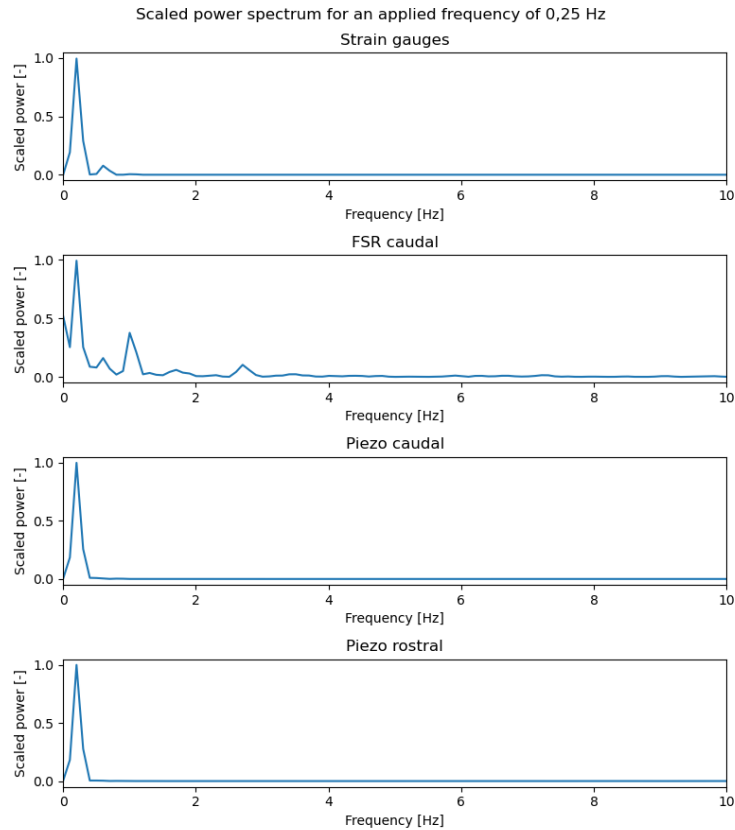 Scaled power spectrum for an applied frequency of 0,25 Hz
Strain gauges
Scaled power [-]
1.0
0.5
0.0
0 2 4 6 8 10
Frequency [Hz]
FSR caudal
Scaled power [-]
1.0
0.5
0.0
0 2 4 6 8 10
Frequency [Hz]
Piezo caudal
Scaled power [-]
1.0
0.5
0.0
0 2 4 6 8 10
Frequency [Hz]
Piezo rostral
Scaled power [-]
1.0
0.5
0.0
0 2 4 6 8 10
Frequency [Hz]